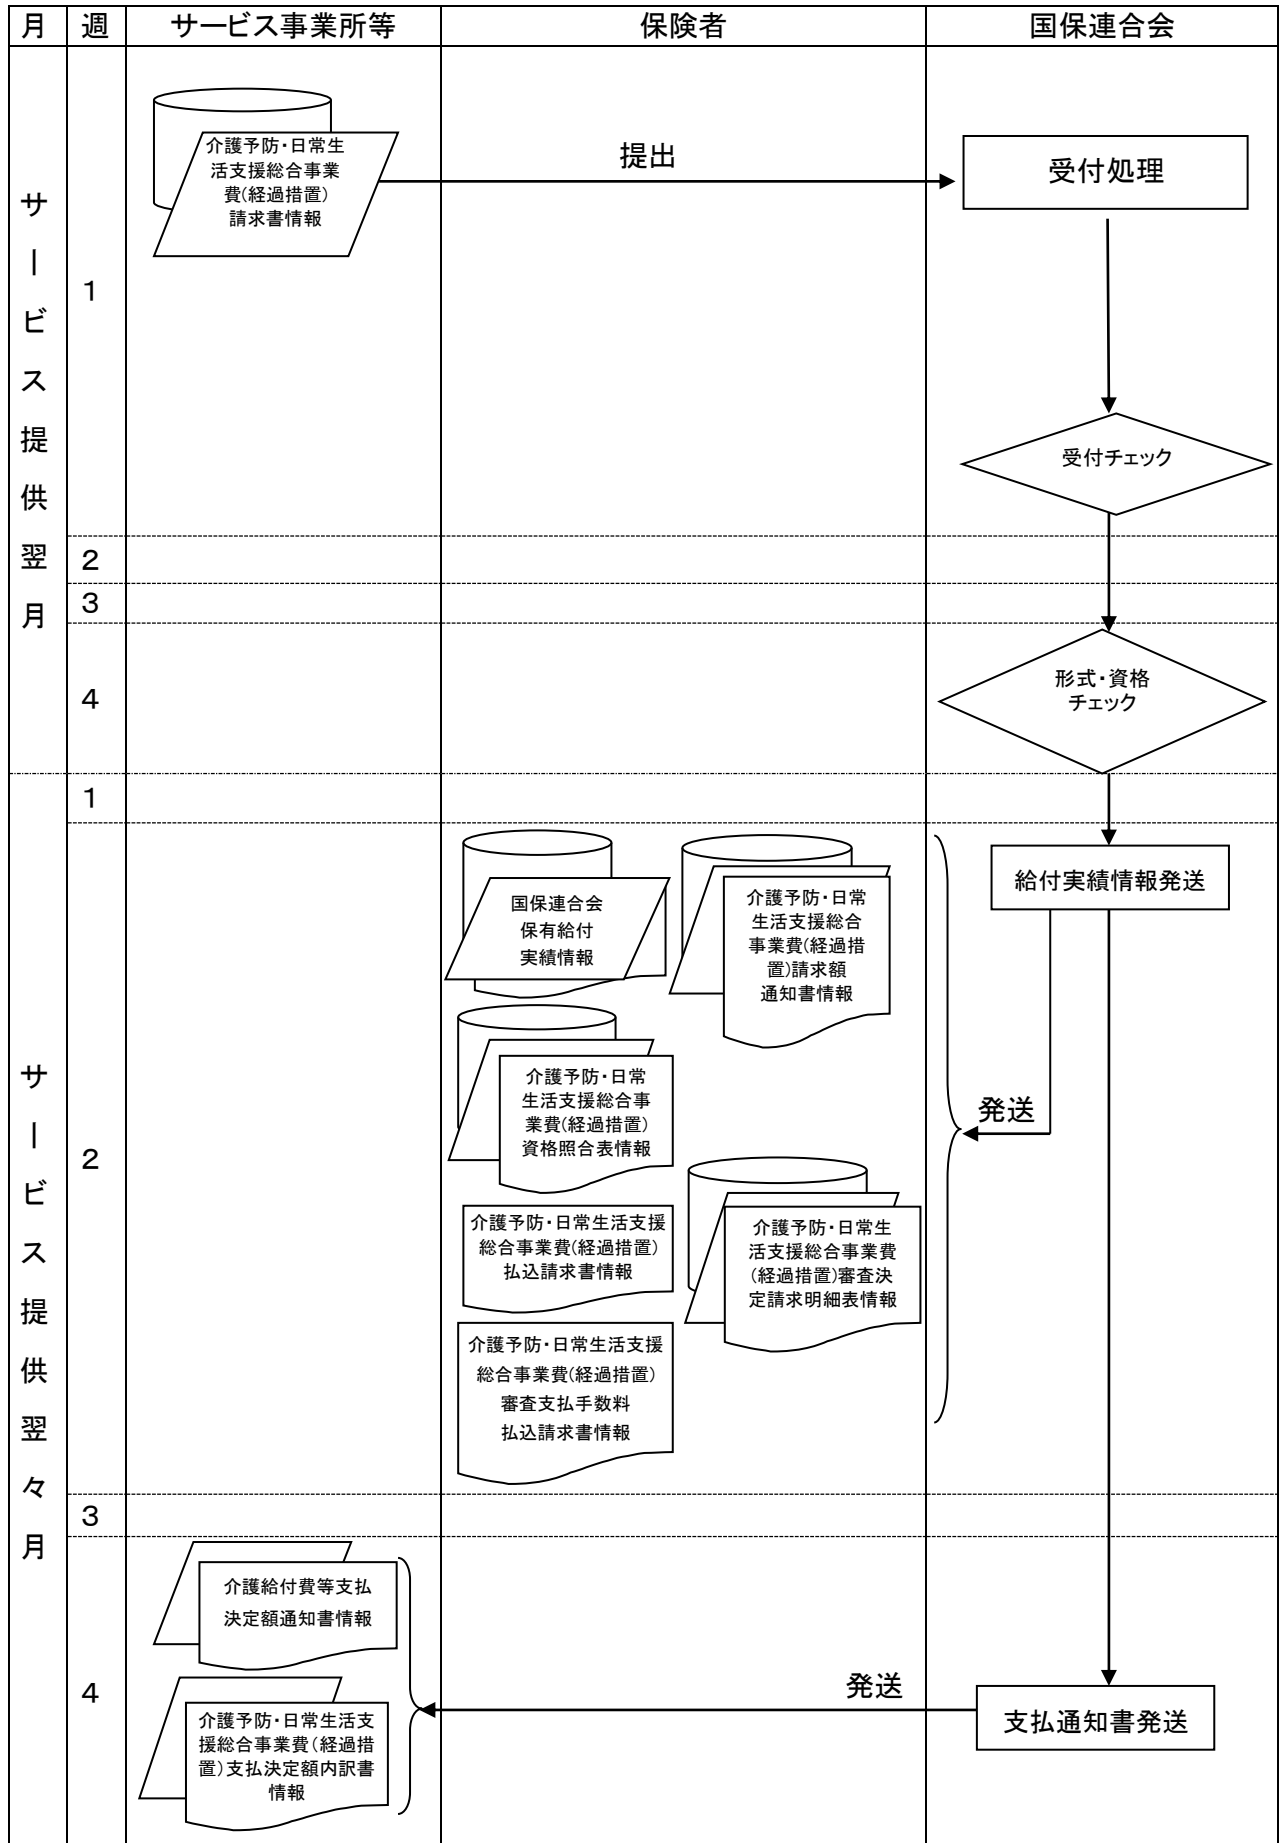 月 週 サービス事業所等 保険者 国保連合会
サービス提供翌月
1
介護予防・日常生
活支援総合事業
費(経過措置)
請求書情報
提出
受付処理
受付チェック
2
3
4
形式・資格
チェック
サービス提供翌々月
1
2
給付実績情報発送
国保連合会
保有給付
実績情報
介護予防・日常
生活支援総合
事業費(経過措
置)請求額
通知書情報
介護予防・日常
生活支援総合事
業費(経過措置)
資格照合表情報
発送
介護予防・日常生活支援
総合事業費(経過措置)
払込請求書情報
介護予防・日常生
活支援総合事業費
(経過措置)審査決
定請求明細表情報
介護予防・日常生活支援
総合事業費(経過措置)
審査支払手数料
払込請求書情報
3
4
介護給付費等支払
決定額通知書情報
介護予防・日常生活支
援総合事業費(経過措
置)支払決定額内訳書
情報
発送
支払通知書発送